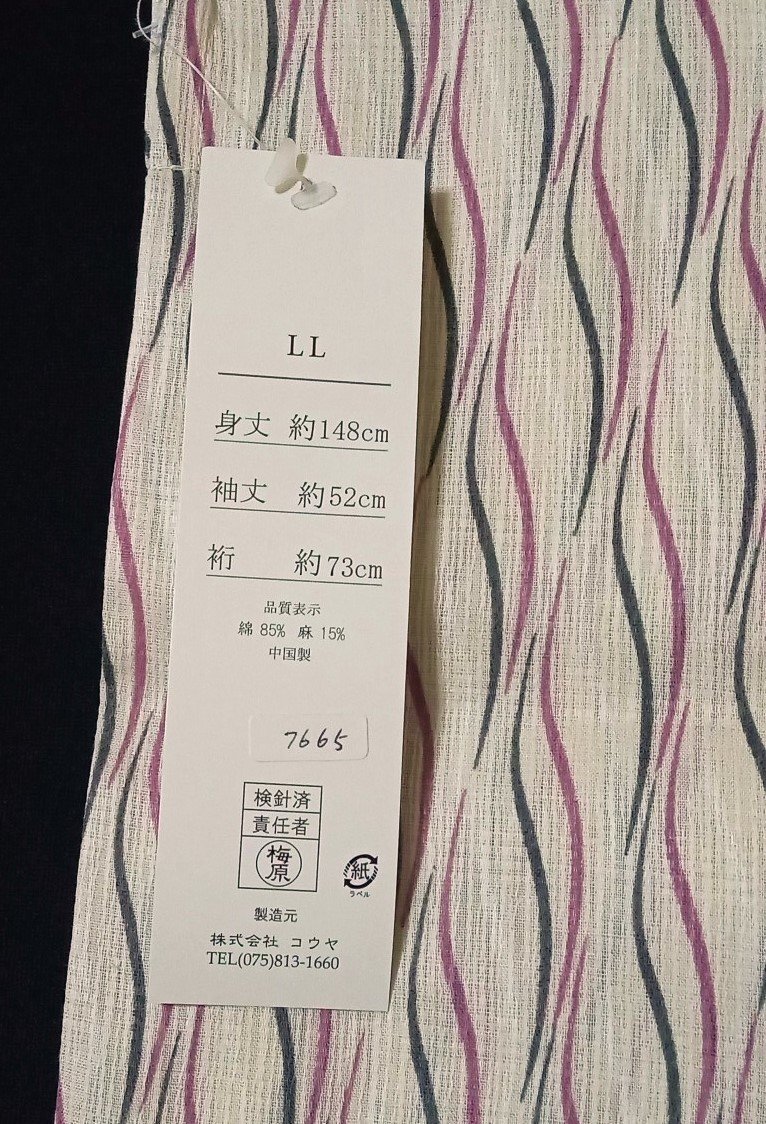 LL
身丈 約148cm
袖丈 約52cm
裄 約73cm
品質表示
綿 85% 麻 15%
中国製
7665
検針済
責任者
梅原
紙
ラベル
製造元
株式会社 コウヤ
TEL(075)813-1660